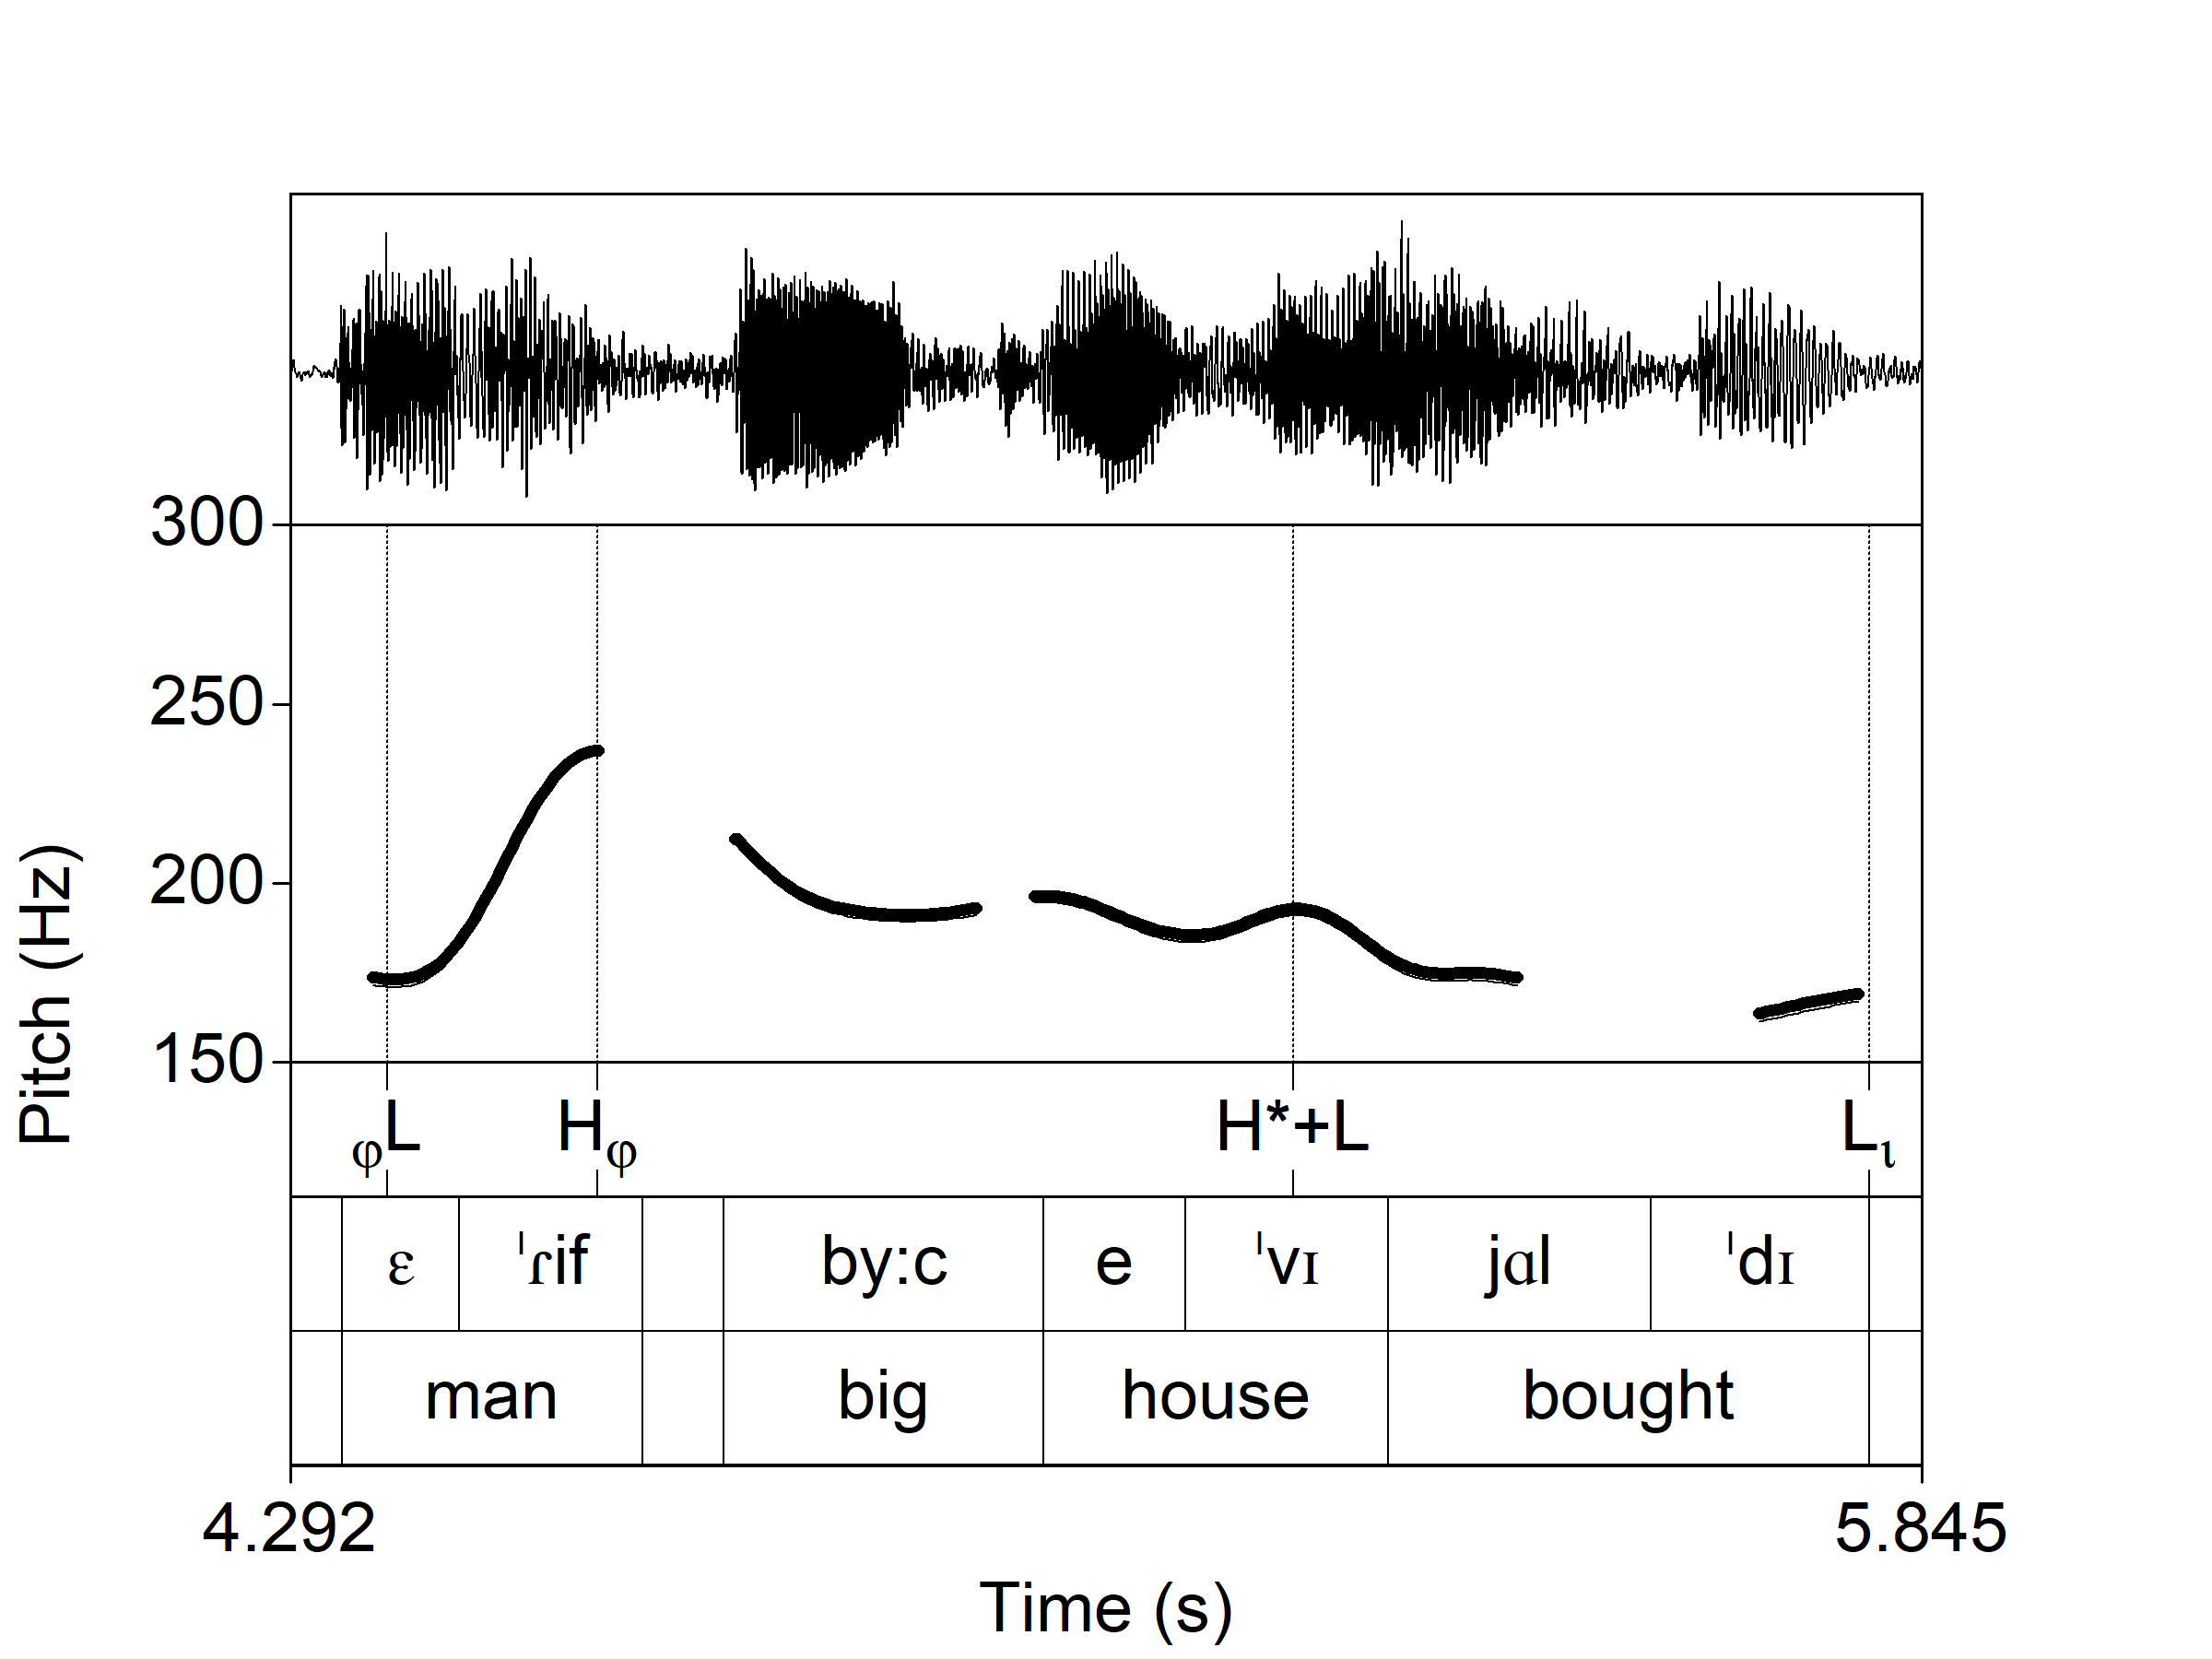 300
250
200
150
Pitch (Hz)
φL Hφ H*+L Lι
ɛ ˈɾif by:c e ˈvɪ jɑl ˈdɪ
man big house bought
4.292 5.845
Time (s)